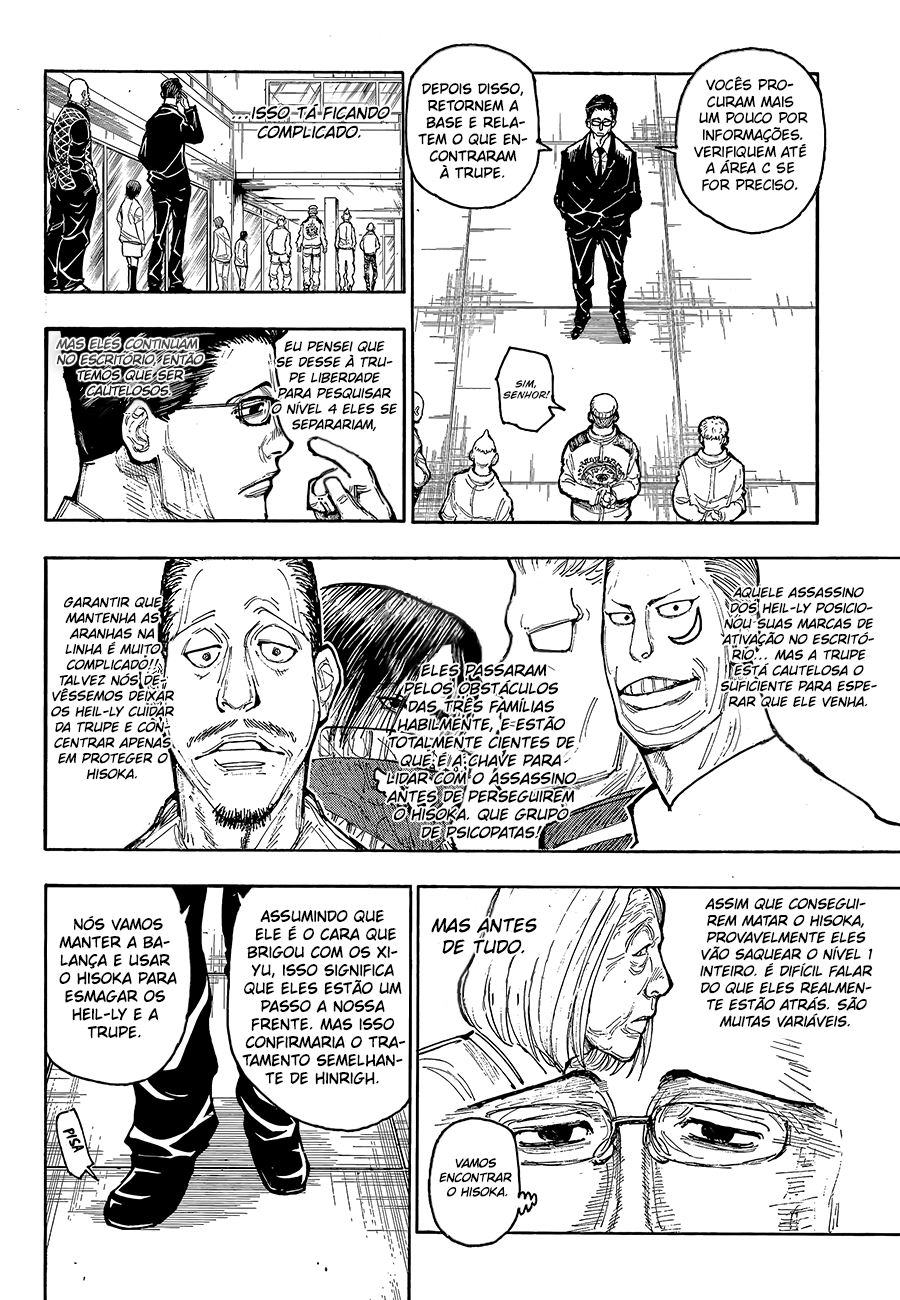 VOCÊS PRO-
CURAM MAIS
UM POUCO POR
INFORMAÇÕES.
VERIFIQUEM ATÉ
A ÁREA C SE
FOR PRECISO.
DEPOIS DISSO,
RETORNEM A
BASE E RELA-
TEM O QUE EN-
CONTRARAM
À TRUPE.
SIM,
SENHOR!
...ISSO TÁ FICANDO
COMPLICADO.
EU PENSEI QUE
SE DESSE À TRU-
PE LIBERDADE
PARA PESQUISAR
O NÍVEL 4 ELES SE
SEPARARIAM,
MAS ELES CONTINUAM
NO ESCRITÓRIO, ENTÃO
TEMOS QUE SER
CAUTELOSOS.
AQUELE ASSASSINO
DOS HEIL-LY POSICIO-
NOU SUAS MARCAS DE
ATIVAÇÃO NO ESCRITÓ-
RIO... MAS A TRUPE
ESTÁ CAUTELOSA O
SUFICIENTE PARA ESPE-
RAR QUE ELE VENHA.
ELES PASSARAM
PELOS OBSTÁCULOS
DAS TRÊS FAMÍLIAS
HABILMENTE, E ESTÃO
TOTALMENTE CIENTES DE
QUE É A CHAVE PARA
LIDAR COM O ASSASSINO
ANTES DE PERSEGUIREM
O HISOKA. QUE GRUPO
DE PSICOPATAS!
GARANTIR QUE
MANTENHA AS
ARANHAS NA
LINHA É MUITO
COMPLICADO!!
TALVEZ NÓS DE-
VÊSSEMOS DEIXAR
OS HEIL-LY CUIDAR
DA TRUPE E CON-
CENTRAR APENAS
EM PROTEGER O
HISOKA.
ASSIM QUE CONSEGUI-
REM MATAR O HISOKA,
PROVAVELMENTE ELES
VÃO SAQUEAR O NÍVEL 1
INTEIRO. É DIFÍCIL FALAR
DO QUE ELES REALMEN-
TE ESTÃO ATRÁS. SÃO
MUITAS VARIÁVEIS.
MAS ANTES
DE TUDO.
VAMOS
ENCONTRAR
O HISOKA.
ASSUMINDO QUE
ELE É O CARA QUE
BRIGOU COM OS XI-
YU, ISSO SIGNIFICA
QUE ELES ESTÃO UM
PASSO A NOSSA
FRENTE. MAS ISSO
CONFIRMARIA O TRA-
TAMENTO SEMELHAN-
TE DE HINRIGH.
NÓS VAMOS
MANTER A BA-
LANÇA E USAR
O HISOKA PARA
ESMAGAR OS
HEIL-LY E A
TRUPE.
PISA